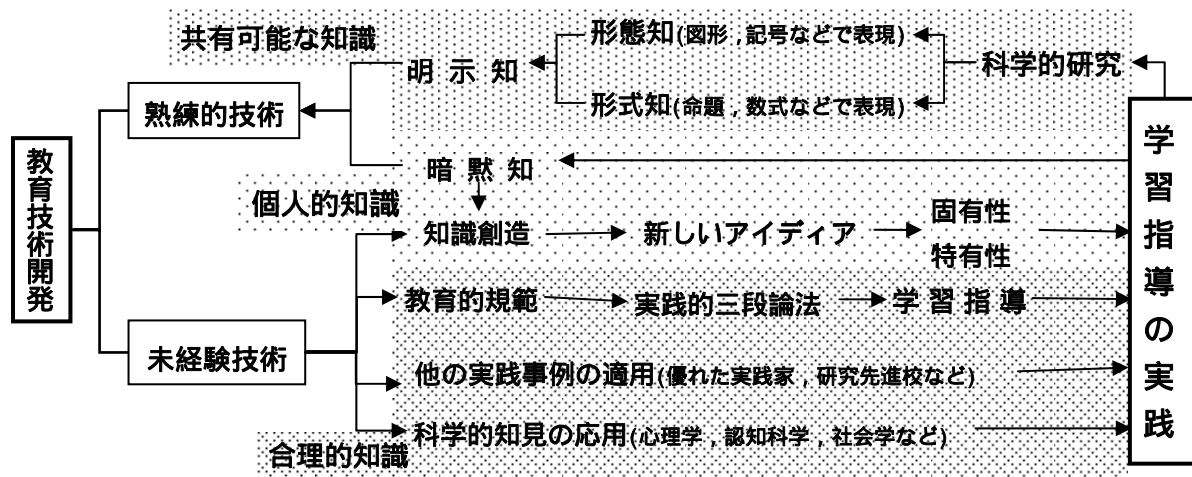 共有可能な知識
形態知(図形，記号などで表現)
明示知
科学的研究
形式知(命題，数式などで表現)
熟練的技術
教育技術開発
暗黙知
個人的知識
知識創造
新しいアイディア
固有性
特有性
教育的規範
実践的三段論法
学習指導
未経験技術
他の実践事例の適用(優れた実践家，研究先進校など)
科学的知見の応用(心理学，認知科学，社会学など)
合理的知識
学習指導の実践